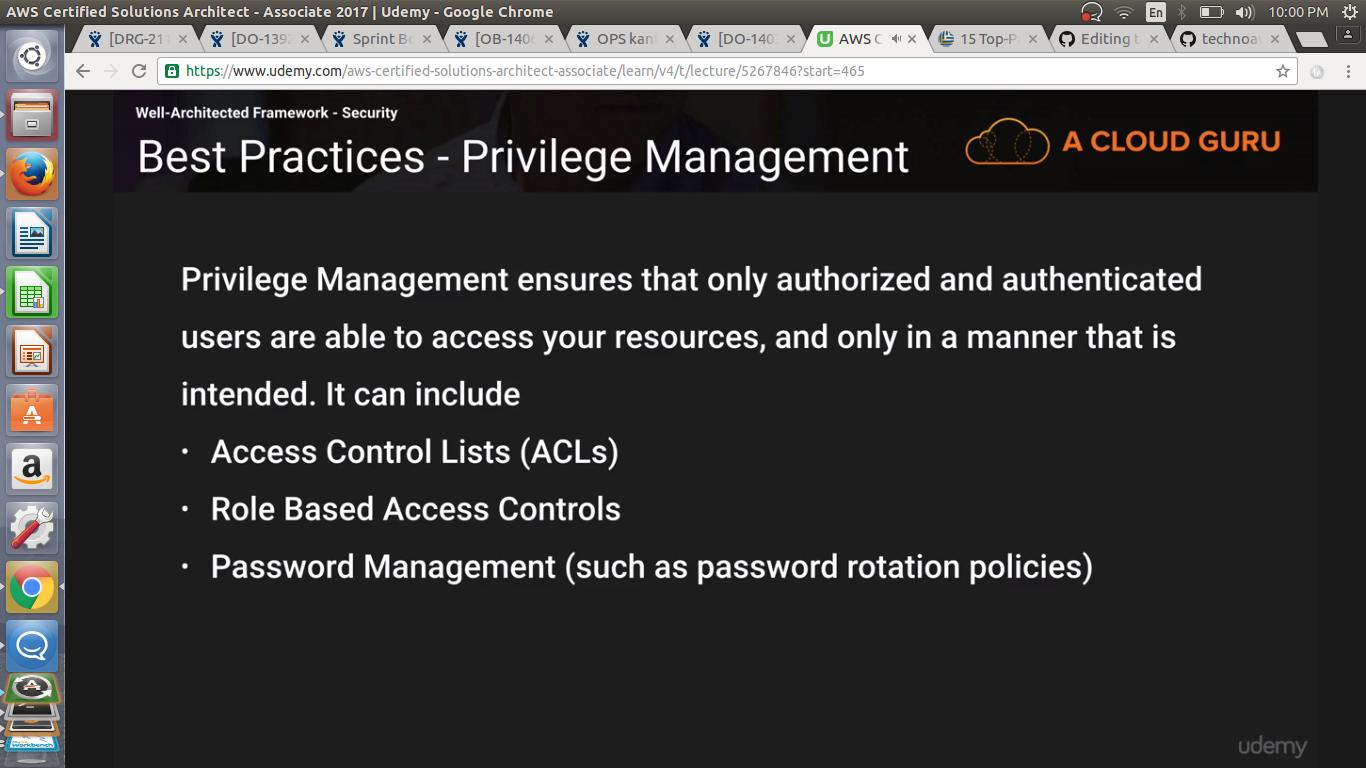 AWS Certified Solutions Architect - Associate 2017 | Udemy - Google Chrome
En
10:00 PM
[DRG-211
[DO-139
Sprint Bo
[OB-140
OPS kan
[DO-140
AWS C
15 Top-P
Editing t
technoa
https://www.udemy.com/aws-certified-solutions-architect-associate/learn/v4/t/lecture/5267846?start=465
Well-Architected Framework - Security
Best Practices - Privilege Management
A CLOUD GURU
Privilege Management ensures that only authorized and authenticated
users are able to access your resources, and only in a manner that is
intended. It can include
· Access Control Lists (ACLs)
· Role Based Access Controls
· Password Management (such as password rotation policies)
udemy